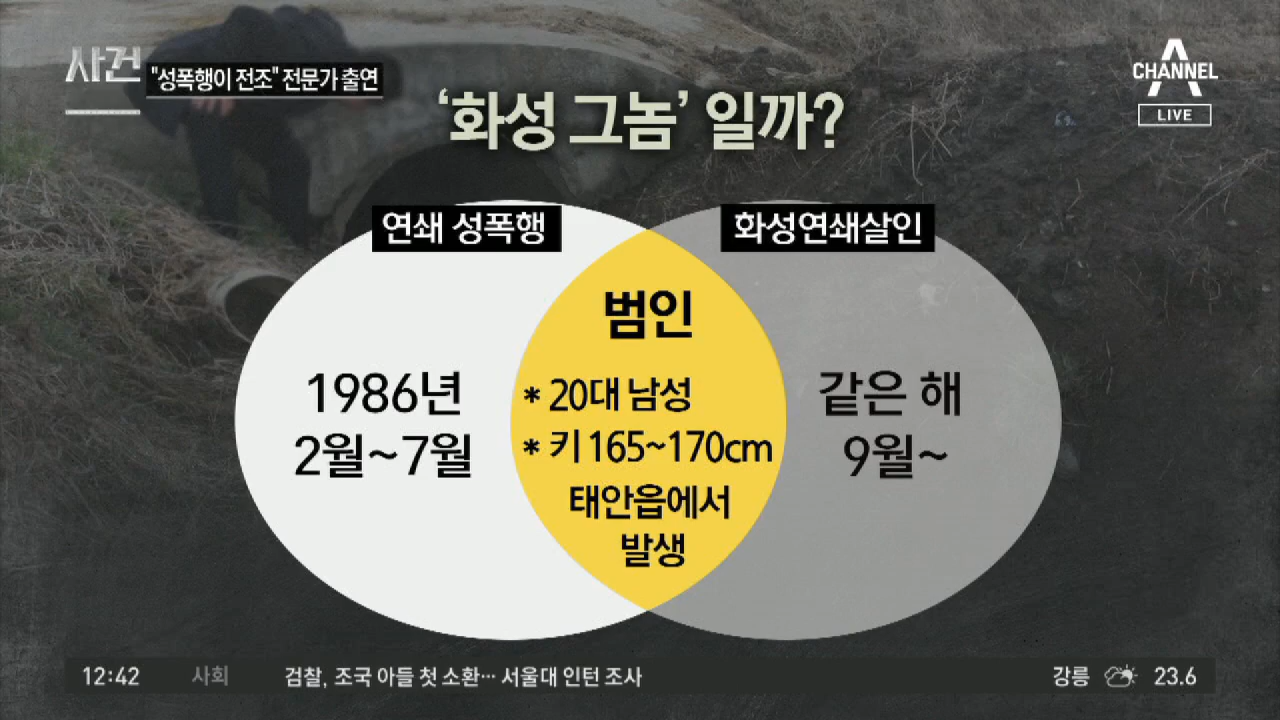 사건
"성폭행이 전조" 전문가 출연
CHANNEL A
LIVE
‘화성 그놈’ 일까?
연쇄 성폭행
화성연쇄살인
범인
1986년
2월~7월
* 20대 남성
* 키 165~170cm
태안읍에서
발생
같은 해
9월~
12:42 사회 검찰, 조국 아들 첫 소환… 서울대 인턴 조사 강릉 23.6